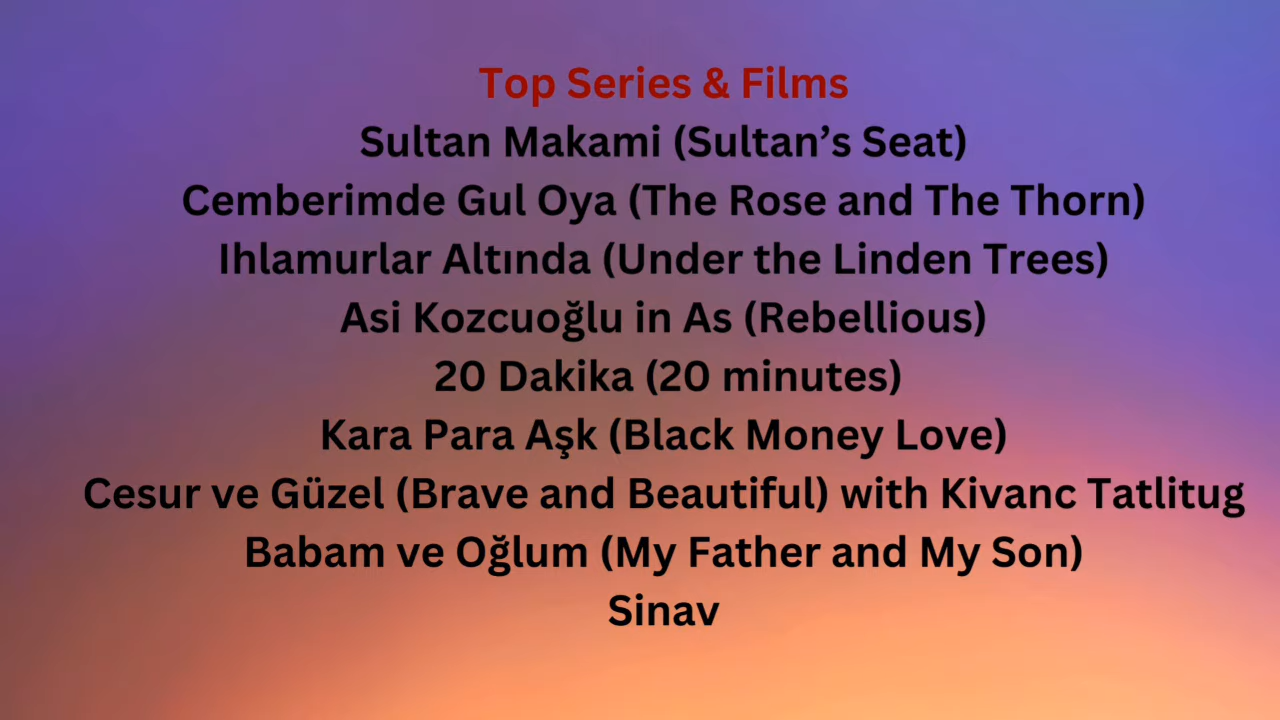 Top Series & Films
Sultan Makami (Sultan’s Seat)
Cemberimde Gul Oya (The Rose and The Thorn)
Ihlamurlar Altında (Under the Linden Trees)
Asi Kozcuoğlu in As (Rebellious)
20 Dakika (20 minutes)
Kara Para Aşk (Black Money Love)
Cesur ve Güzel (Brave and Beautiful) with Kivanc Tatlitug
Babam ve Oğlum (My Father and My Son)
Sinav